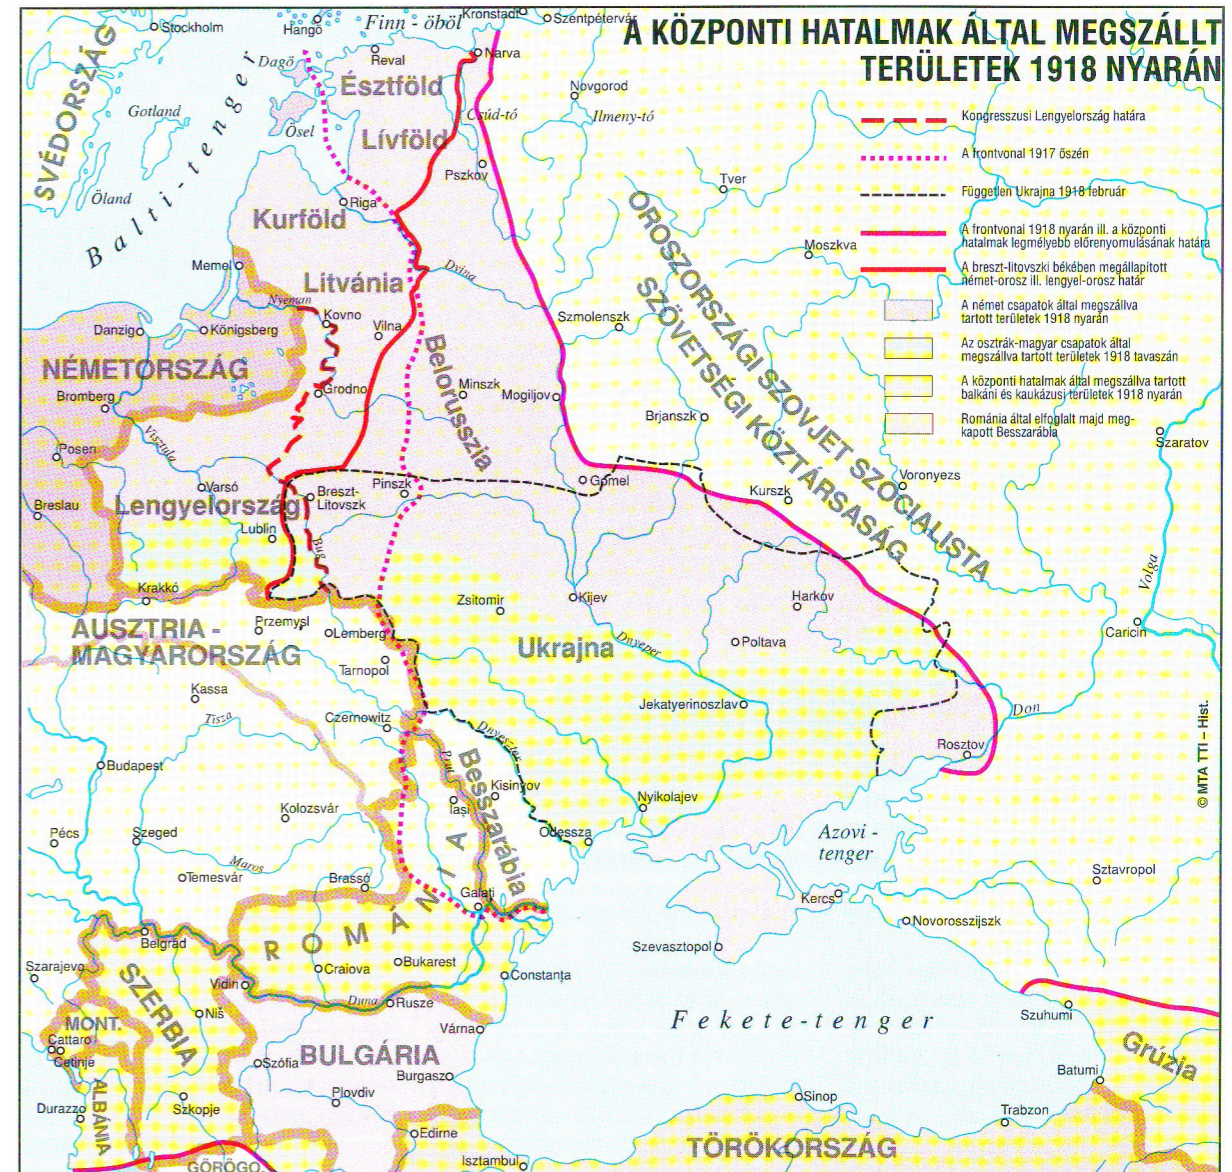 A KÖZPONTI HATALMAK ÁLTAL MEGSZÁLLT
TERÜLETEK 1918 NYARÁN
Kongresszusi Lengyelország határa
A frontvonal 1917 őszén
Független Ukrajna 1918 február
A frontvonal 1918 nyarán ill. a központi
hatalmak legmélyebb előrenyomulásának határa
A breszt-litovszki békében megállapított
német-orosz ill. lengyel-orosz határ
A német csapatok által megszállva
tartott területek 1918 nyarán
Az osztrák-magyar csapatok által
megszállva tartott területek 1918 tavaszán
A központi hatalmak által megszállva tartott
balkáni és kaukázusi területek 1918 nyarán
Románia által elfoglalt majd meg-
kapott Besszarábia
Stockholm
Hangö
Finn - öböl
Kronstadt
Szentpétervár
SVÉDORSZÁG
Dagö
Reval
Narva
Észtföld
Novgorod
Gotland
Balti-tenger
Ösel
Csúd-tó
Ilmeny-tó
Lívföld
Pszkov
Tver
Öland
Riga
Kurföld
Moszkva
Memel
Dvina
Litvánia
Nyeman
Kovno
Vilna
Szmolenszk
Danzig
Königsberg
OROSZORSZÁGI SZOVJET SZOCIALISTA
SZÖVETSÉGI KÖZTÁRSASÁG
NÉMETORSZÁG
Belorusszia
Grodno
Minszk
Mogiljov
Bromberg
Brjanszk
Szaratov
Visztula
Posen
Voronyezs
Varsó
Pinszk
Gomel
Kurszk
Breszt-
Litovszk
Lengyelország
Breslau
Lublin
Bug
Volga
Krakkó
Zsitomir
Kijev
Harkov
Przemysl
Lemberg
Caricin
AUSZTRIA -
MAGYARORSZÁG
Ukrajna
Dnyeper
Poltava
Tarnopol
Kassa
Jekatyerinoszlav
Don
Tisza
Czernowitz
Dnyeszter
Rosztov
Budapest
Prut
Besszarábia
Kisinyov
Iasi
Nyikolajev
Kolozsvár
Pécs
Szeged
Odessza
Azovi -
tenger
Maros
Temesvár
Brassó
Sztavropol
Galati
Kercs
ROMÁNIA
Novorosszijszk
Belgrád
Szevasztopol
Szarajevo
Craiova
Bukarest
Constanţa
SZERBIA
Vidin
Duna
Rusze
Niš
Fekete-tenger
Szuhumi
MONT.
Cattaro
Cetinje
Várna
Grúzia
Szófia
BULGÁRIA
Burgasz
Batumi
ALBÁNIA
Durazzo
Szkopje
Plovdiv
Sinop
Trabzon
Edirne
TÖRÖKORSZÁG
Isztambul
GÖRÖGO.
© MTA TTI – Hist.